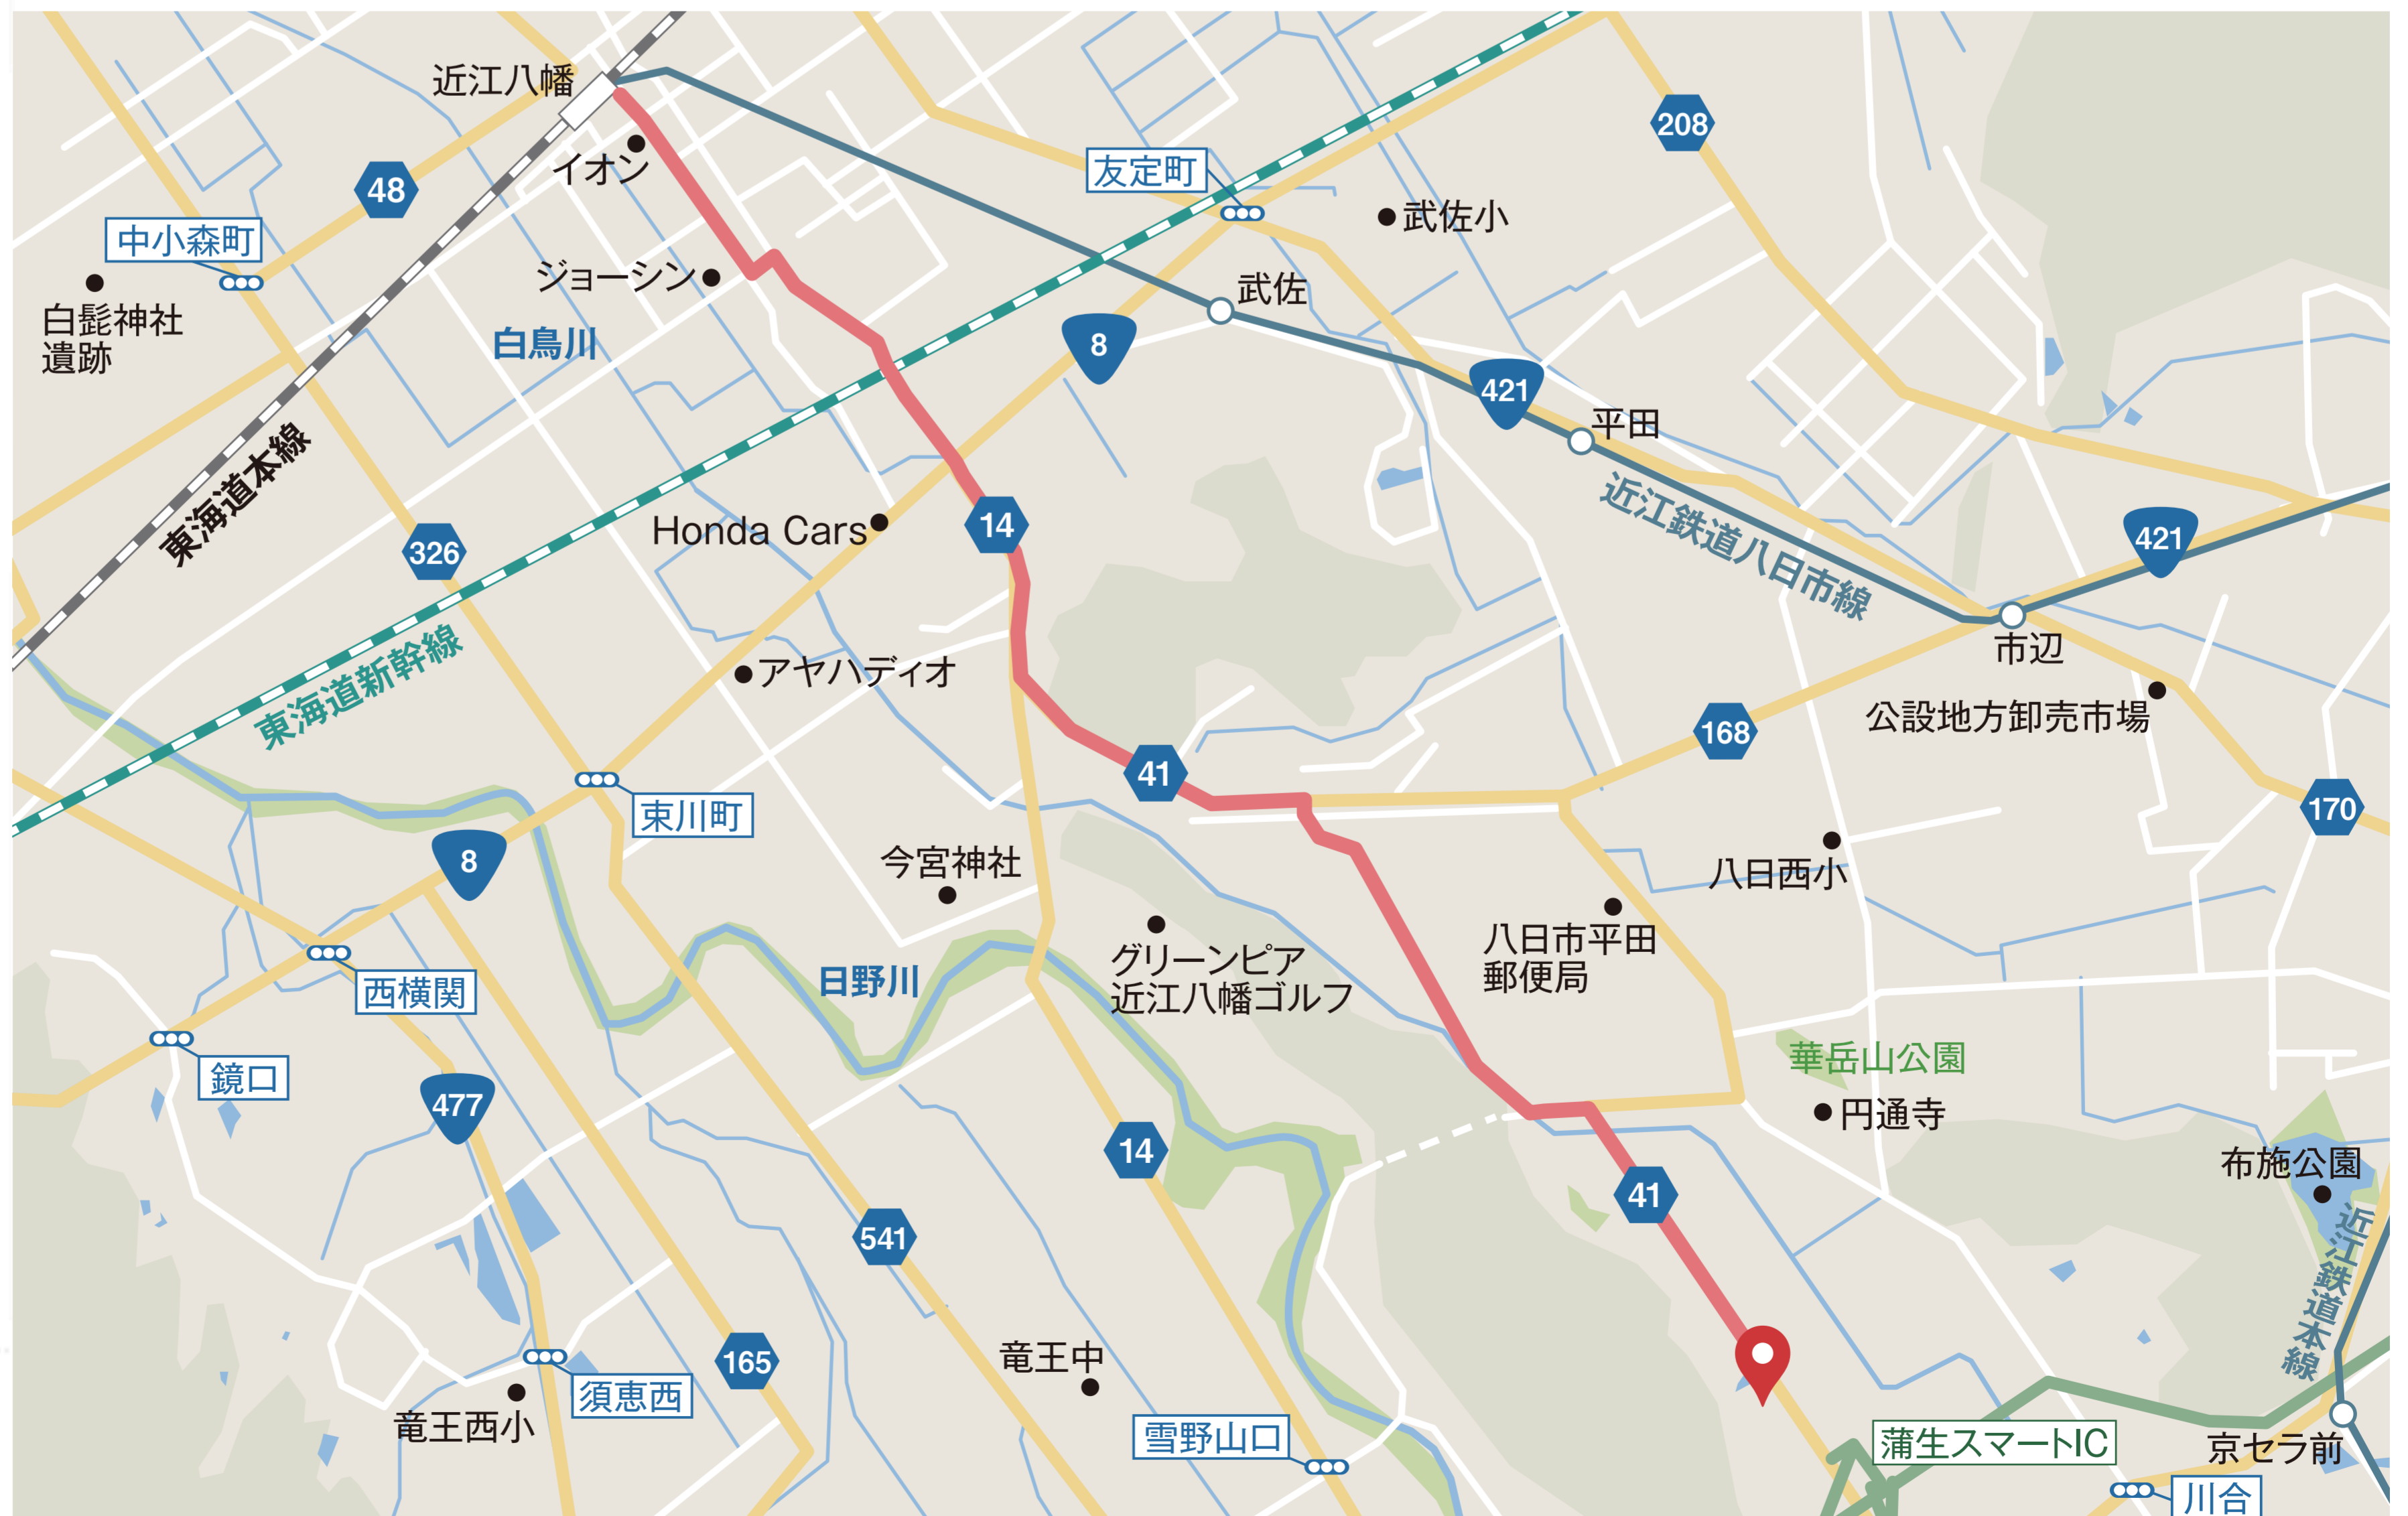 近江八幡
208
イオン
友定町
48
武佐小
中小森町
ジョーシン
武佐
白髭神社
遺跡
白鳥川
8
421
平田
東海道本線
近江鉄道八日市線
Honda Cars
14
421
326
東海道新幹線
市辺
アヤハディオ
公設地方卸売市場
168
41
170
東川町
8
今宮神社
八日西小
グリーンピア
近江八幡ゴルフ
八日市平田
郵便局
日野川
西横関
華岳山公園
鏡口
477
円通寺
14
布施公園
41
近江鉄道本線
541
165
竜王中
須恵西
竜王西小
雪野山口
蒲生スマートIC
京セラ前
川合